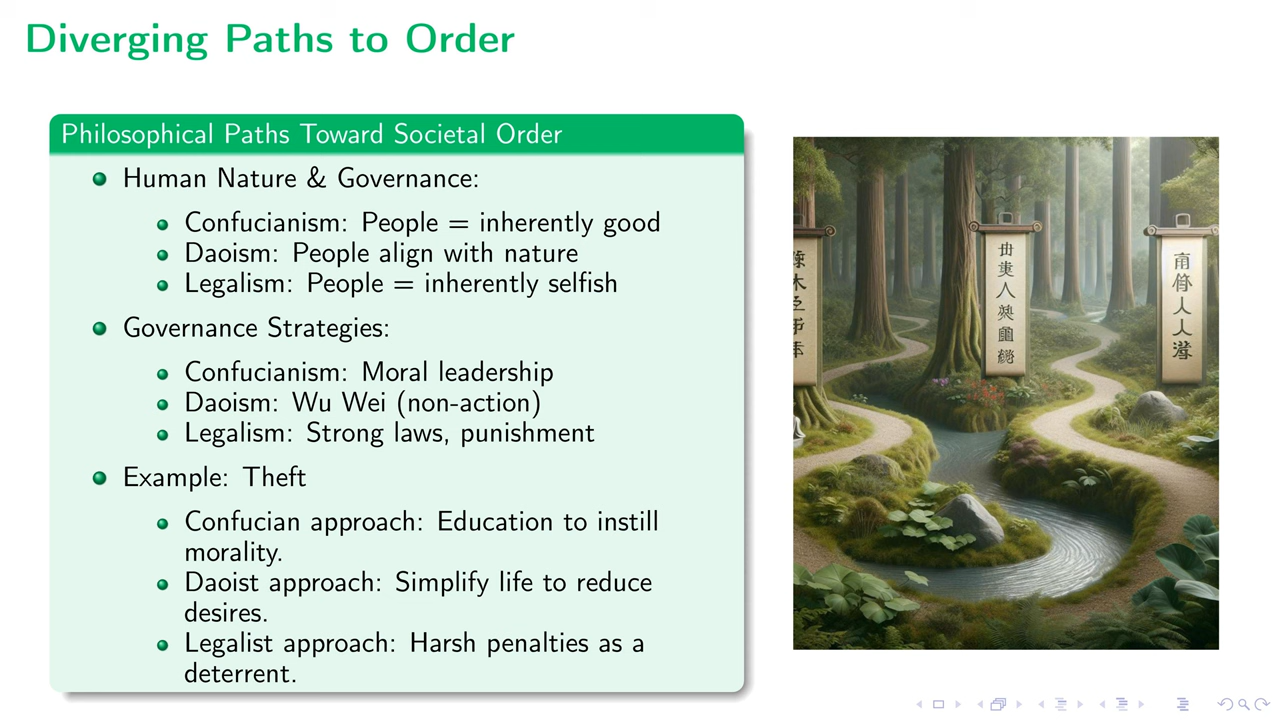 Diverging Paths to Order
Philosophical Paths Toward Societal Order
Human Nature & Governance:
Confucianism: People = inherently good
Daoism: People align with nature
Legalism: People = inherently selfish
Governance Strategies:
Confucianism: Moral leadership
Daoism: Wu Wei (non-action)
Legalism: Strong laws, punishment
Example: Theft
Confucian approach: Education to instill
morality.
Daoist approach: Simplify life to reduce
desires.
Legalist approach: Harsh penalties as a
deterrent.